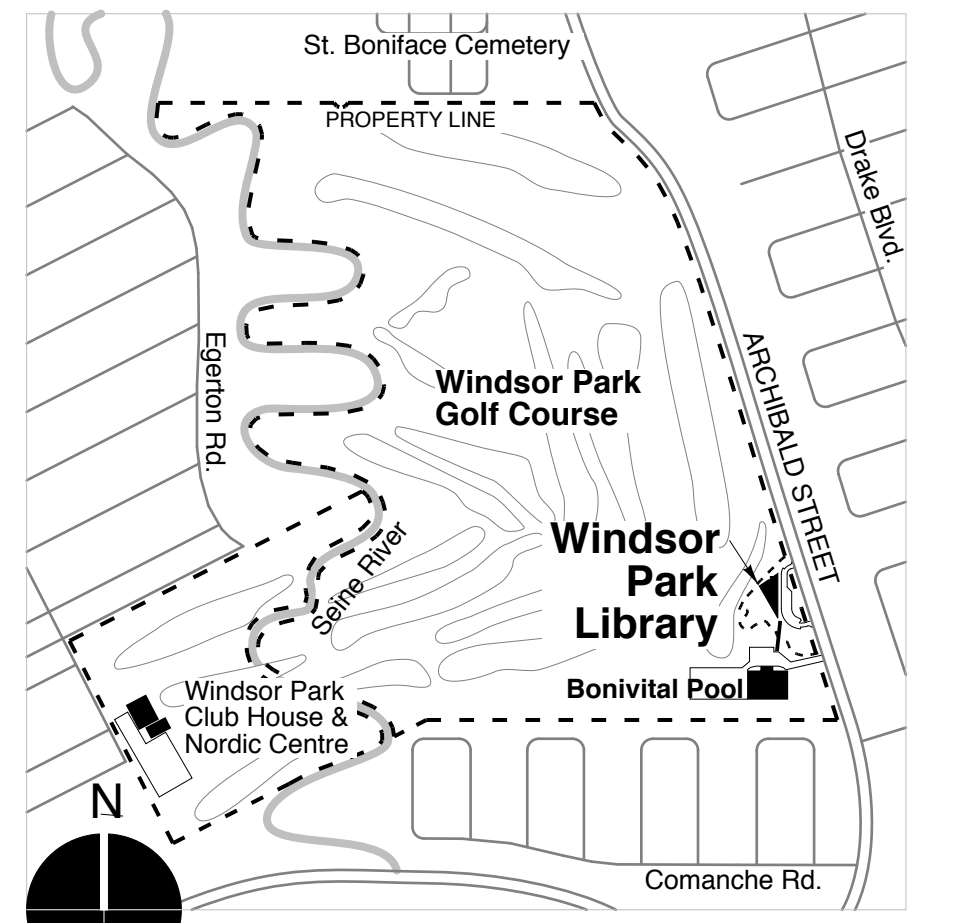 St. Boniface Cemetery
PROPERTY LINE
Drake Blvd.
Egerton Rd.
ARCHIBALD STREET
Windsor Park
Golf Course
Windsor
Park
Library
Seine River
Bonivital Pool
Windsor Park
Club House &
Nordic Centre
N
Comanche Rd.